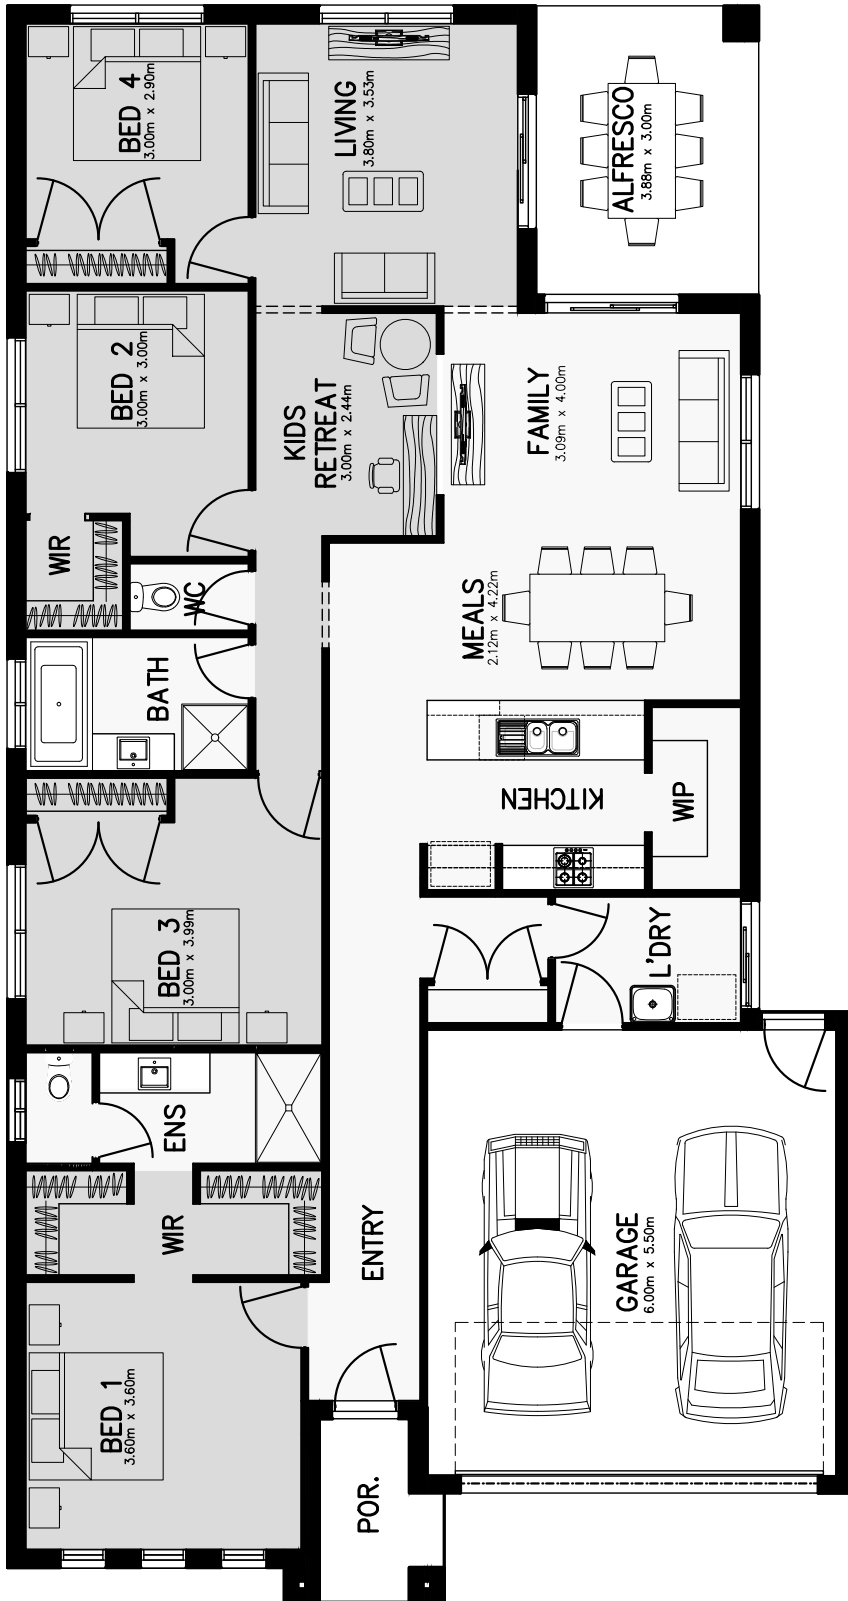 BED 4
3.00m x 2.90m
LIVING
3.80m x 3.53m
ALFRESCO
3.88m x 3.00m
BED 2
3.00m x 3.00m
KIDS
RETREAT
3.00m x 2.44m
FAMILY
3.09m x 4.00m
WIR
WC
MEALS
2.12m x 4.22m
BATH
KITCHEN
WIP
BED 3
3.00m x 3.99m
L'DRY
ENS
WIR
ENTRY
GARAGE
6.00m x 5.50m
BED 1
3.60m x 3.60m
POR.